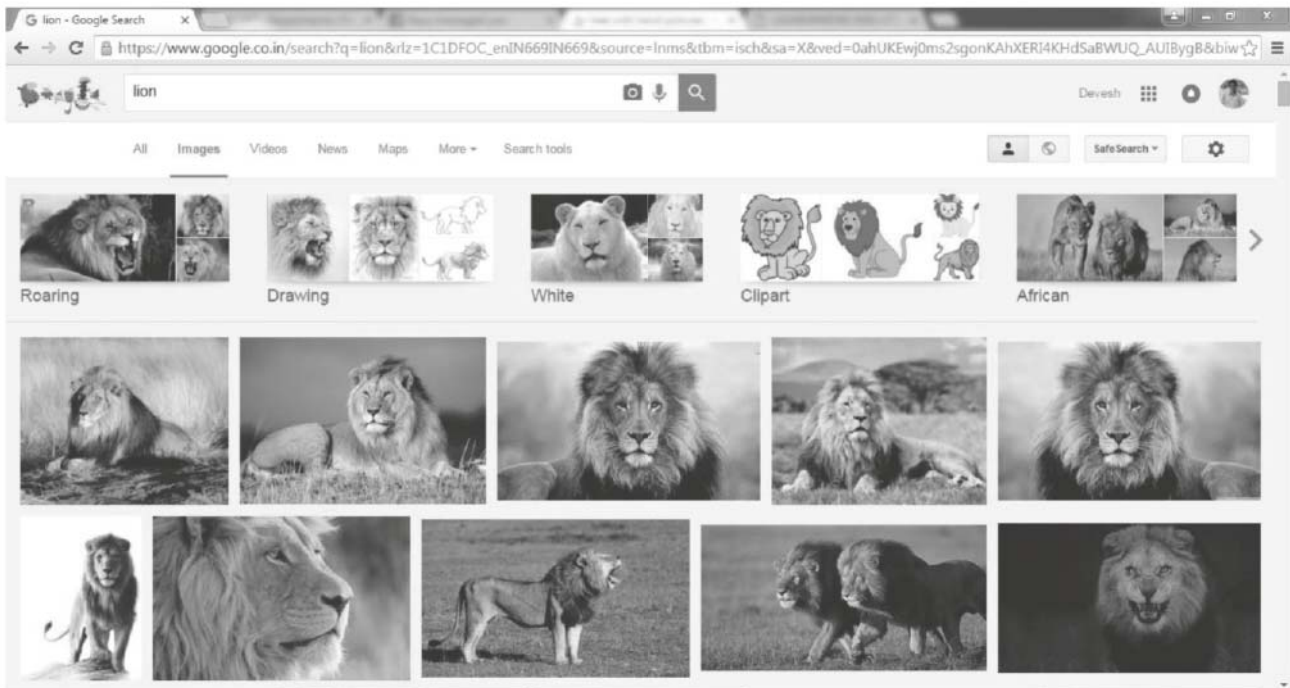 lion - Google Search
https://www.google.co.in/search?q=lion&rlz=1C1DFOC_enIN669IN669&source=lnms&tbm=isch&sa=X&ved=0ahUKEwj0ms2sgonKAhXERI4KHdSaBWUQ_AUIBygB&biw
lion
Devesh
All Images Videos News Maps More Search tools
SafeSearch
Roaring Drawing White Clipart African